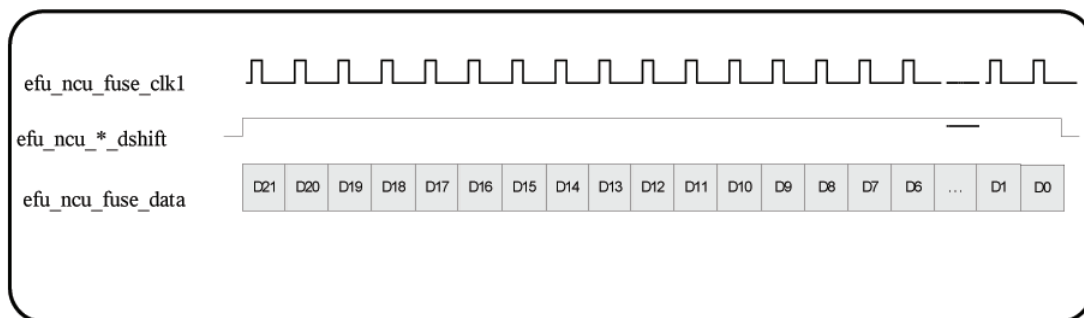 efu_ncu_fuse_clk1
efu_ncu_*_dshift
efu_ncu_fuse_data D21 D20 D19 D18 D17 D16 D15 D14 D13 D12 D11 D10 D9 D8 D7 D6 ... D1 D0